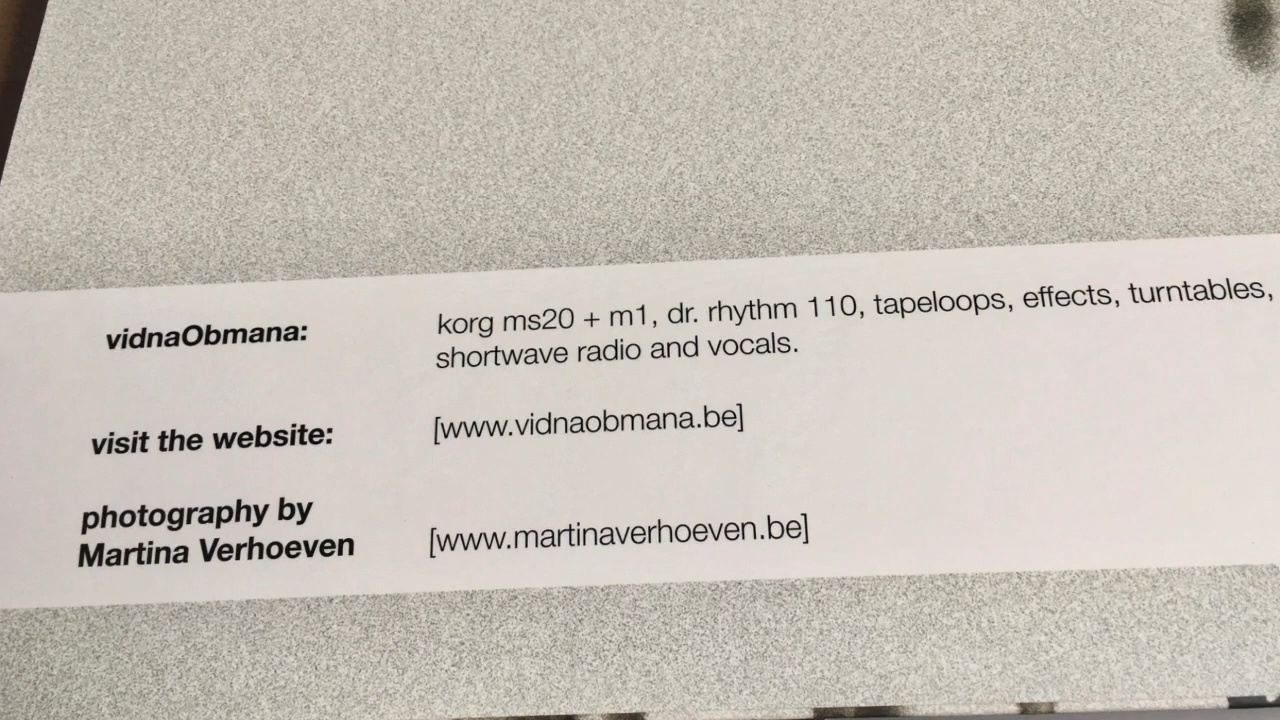 vidnaObmana: korg ms20 + m1, dr. rhythm 110, tapeloops, effects, turntables,
shortwave radio and vocals.
visit the website: [www.vidnaobmana.be]
photography by
Martina Verhoeven [www.martinaverhoeven.be]